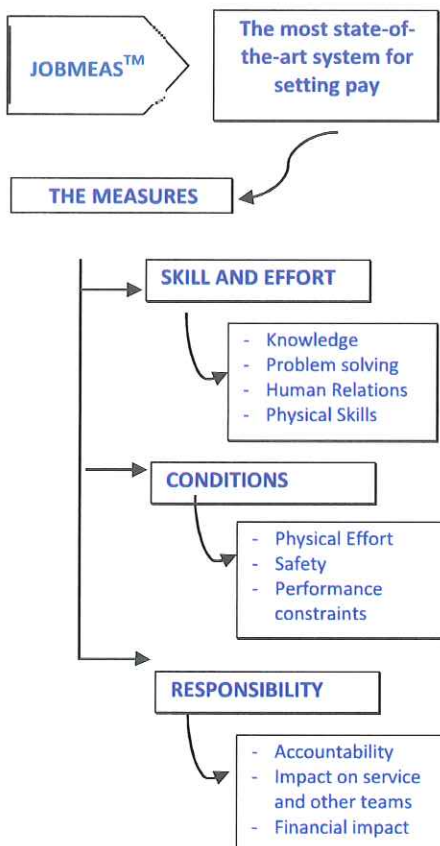 JOBMEAS™
The most state-of-
the-art system for
setting pay
THE MEASURES
SKILL AND EFFORT
- Knowledge
- Problem solving
- Human Relations
- Physical Skills
CONDITIONS
- Physical Effort
- Safety
- Performance
constraints
RESPONSIBILITY
- Accountability
- Impact on service
and other teams
- Financial impact